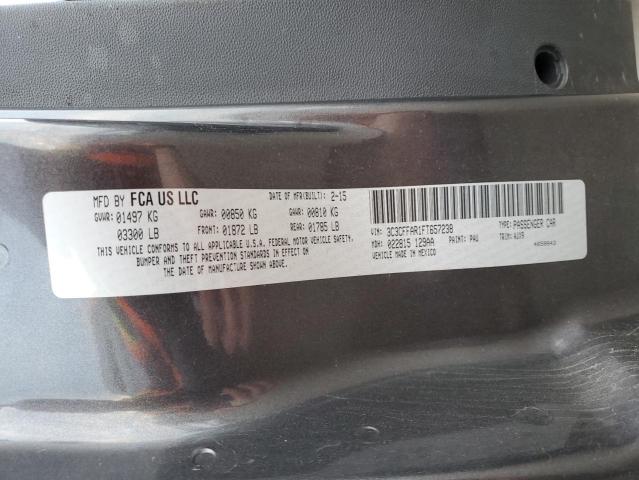 MFD BY FCA US LLC DATE OF MFR(BUILT): 2-15
GVWR: 01497 KG GAWR: 00850 KG GAWR: 00810 KG
03300 LB FRONT: 01872 LB REAR: 01785 LB
THIS VEHICLE CONFORMS TO ALL APPLICABLE U.S.A. FEDERAL MOTOR VEHICLE SAFETY,
BUMPER AND THEFT PREVENTION STANDARDS IN EFFECT ON
THE DATE OF MANUFACTURE SHOWN ABOVE.
VIN: 3C3CFFAR1FT657238 TYPE: PASSENGER CAR
MDH: 022815 129AA PAINT: PAU TRIM:
VEHICLE MADE IN MEXICO